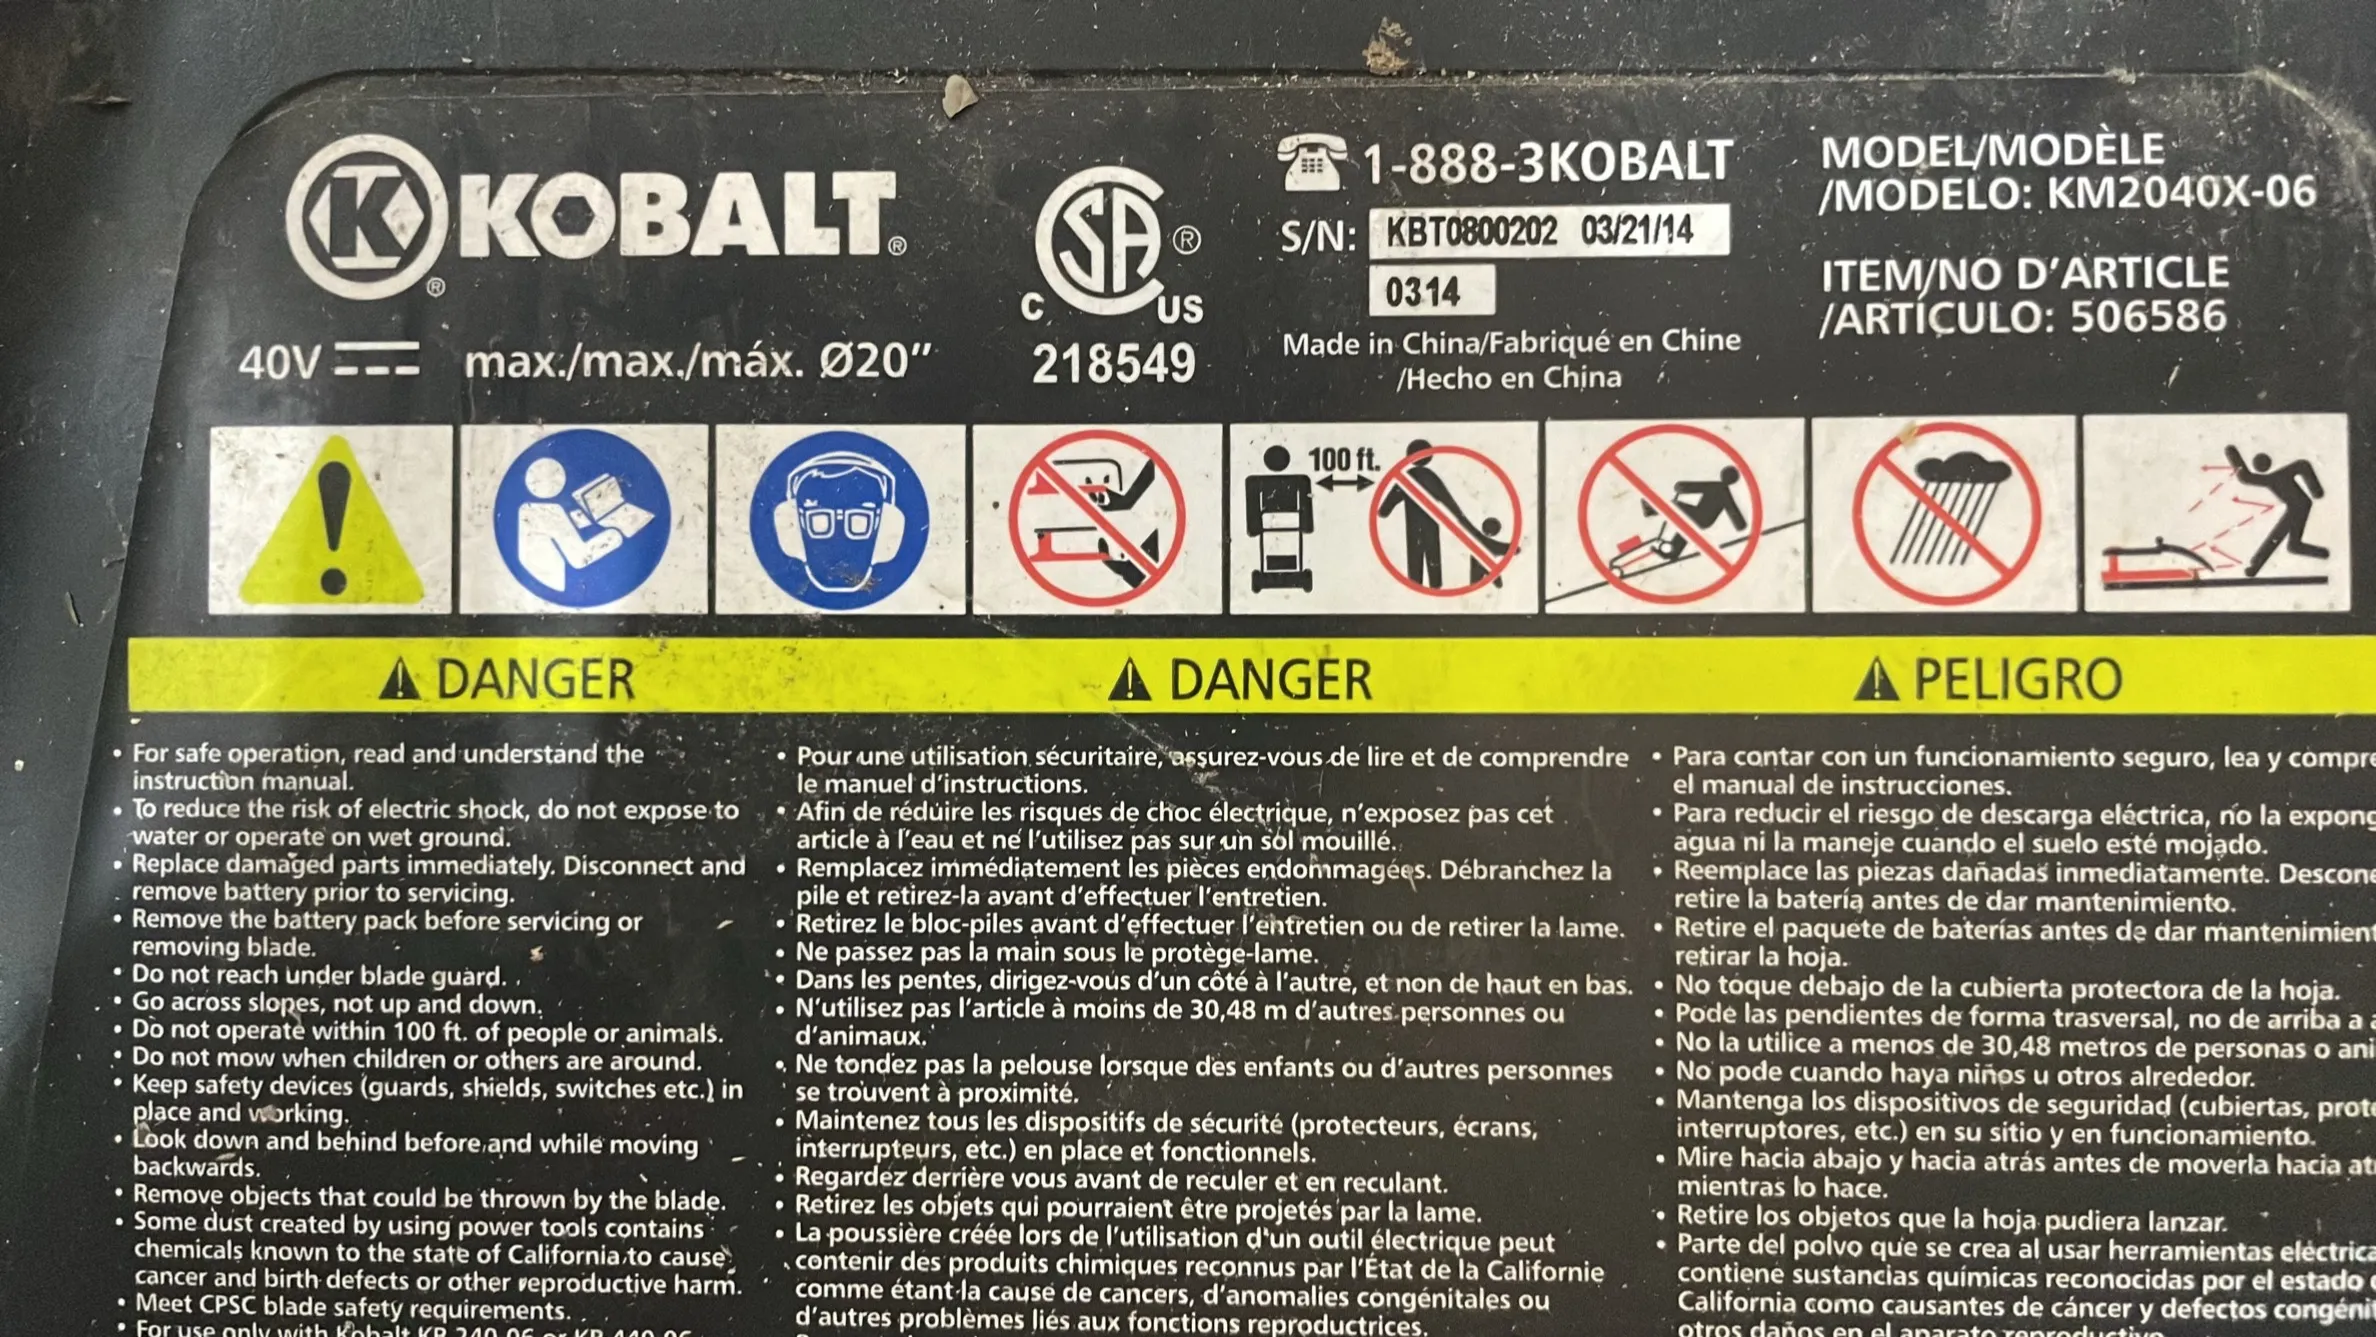 KOBALT®
®
40V max./max./máx. Ø20"
SA ®
C US
218549
1-888-3KOBALT
S/N: KBT0800202 03/21/14
0314
Made in China/Fabriqué en Chine
/Hecho en China
MODEL/MODÈLE
/MODELO: KM2040X-06
ITEM/NO D'ARTICLE
/ARTÍCULO: 506586
100 ft.
DANGER
• For safe operation, read and understand the
instruction manual.
• To reduce the risk of electric shock, do not expose to
water or operate on wet ground.
• Replace damaged parts immediately. Disconnect and
remove battery prior to servicing.
• Remove the battery pack before servicing or
removing blade.
• Do not reach under blade guard.
• Go across slopes, not up and down.
• Do not operate within 100 ft. of people or animals.
• Do not mow when children or others are around.
• Keep safety devices (guards, shields, switches etc.) in
place and working.
• Look down and behind before and while moving
backwards.
• Remove objects that could be thrown by the blade.
• Some dust created by using power tools contains
chemicals known to the state of California to cause
cancer and birth defects or other reproductive harm.
• Meet CPSC blade safety requirements.
• For use only with Kobalt
DANGER
• Pour une utilisation sécuritaire, assurez-vous de lire et de comprendre
le manuel d'instructions.
• Afin de réduire les risques de choc électrique, n'exposez pas cet
article à l'eau et ne l'utilisez pas sur un sol mouillé.
• Remplacez immédiatement les pièces endommagées. Débranchez la
pile et retirez-la avant d'effectuer l'entretien.
• Retirez le bloc-piles avant d'effectuer l'entretien ou de retirer la lame.
• Ne passez pas la main sous le protège-lame.
• Dans les pentes, dirigez-vous d'un côté à l'autre, et non de haut en bas.
• N'utilisez pas l'article à moins de 30,48 m d'autres personnes ou
d'animaux.
• Ne tondez pas la pelouse lorsque des enfants ou d'autres personnes
se trouvent à proximité.
• Maintenez tous les dispositifs de sécurité (protecteurs, écrans,
interrupteurs, etc.) en place et fonctionnels.
• Regardez derrière vous avant de reculer et en reculant.
• Retirez les objets qui pourraient être projetés par la lame.
• La poussière créée lors de l'utilisation d'un outil électrique peut
contenir des produits chimiques reconnus par l'État de la Californie
comme étant la cause de cancers, d'anomalies congénitales ou
d'autres problèmes liés aux fonctions reproductrices.
PELIGRO
• Para contar con un funcionamiento seguro, lea y compre
el manual de instrucciones.
• Para reducir el riesgo de descarga eléctrica, no la expong
agua ni la maneje cuando el suelo esté mojado.
• Reemplace las piezas dañadas inmediatamente. Descone
retire la batería antes de dar mantenimiento.
• Retire el paquete de baterías antes de dar mantenimient
retirar la hoja.
• No toque debajo de la cubierta protectora de la hoja.
• Pode las pendientes de forma trasversal, no de arriba a
• No la utilice a menos de 30,48 metros de personas o ani
• No pode cuando haya niños u otros alrededor.
• Mantenga los dispositivos de seguridad (cubiertas, prot
interruptores, etc.) en su sitio y en funcionamiento.
• Mire hacia abajo y hacia atrás antes de moverla hacia at
mientras lo hace.
• Retire los objetos que la hoja pudiera lanzar.
• Parte del polvo que se crea al usar herramientas eléctrica
contiene sustancias químicas reconocidas por el estado
California como causantes de cáncer y defectos congéni
otros daños en el aparato reproductivo